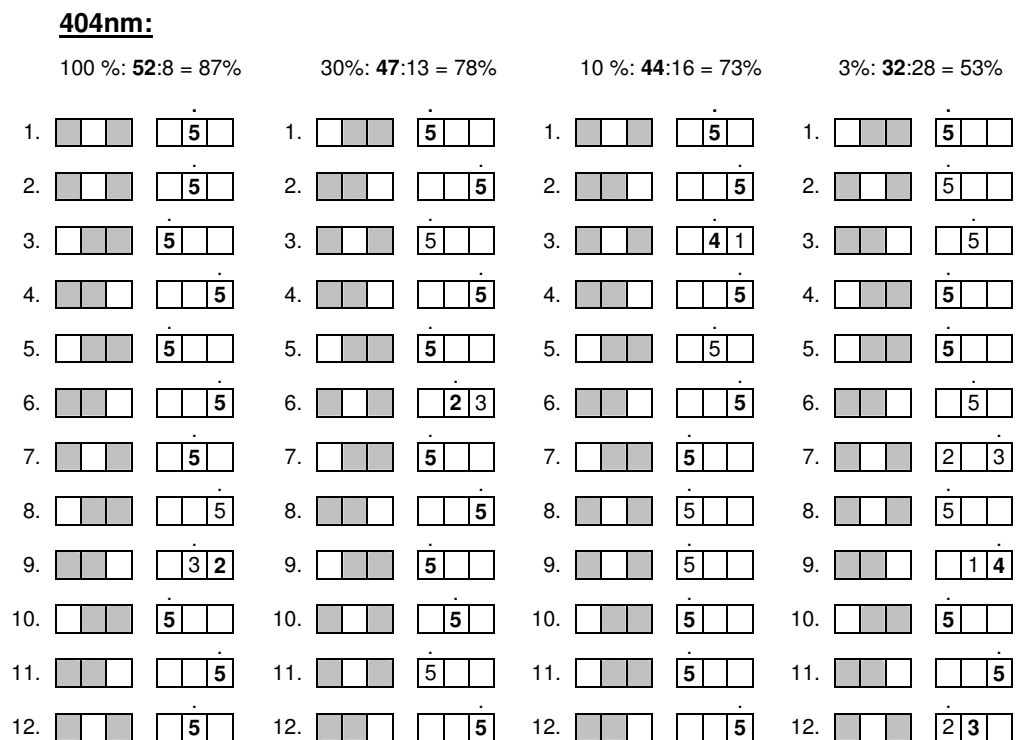 404nm:
100 %: 52:8 = 87% 30%: 47:13 = 78% 10 %: 44:16 = 73% 3%: 32:28 = 53%
1. 5 1. 5 1. 5 1. 5
2. 5 2. 5 2. 5 2. 5
3. 5 3. 5 3. 4 1 3. 5
4. 5 4. 5 4. 5 4. 5
5. 5 5. 5 5. 5 5. 5
6. 5 6. 2 3 6. 5 6. 5
7. 5 7. 5 7. 5 7. 2 3
8. 5 8. 5 8. 5 8. 5
9. 3 2 9. 5 9. 5 9. 1 4
10. 5 10. 5 10. 5 10. 5
11. 5 11. 5 11. 5 11. 5
12. 5 12. 5 12. 5 12. 2 3